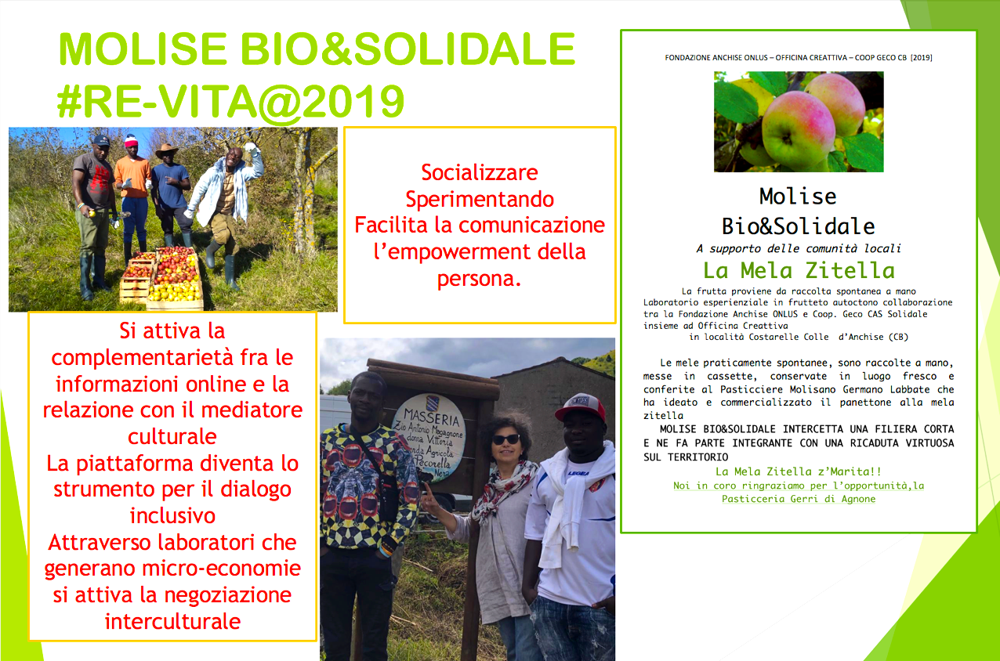 MOLISE BIO&SOLIDALE
#RE-VITA@2019
Socializzare
Sperimentando
Facilita la comunicazione
l’empowerment della
persona.
Si attiva la
complementarietà fra le
informazioni online e la
relazione con il mediatore
culturale
La piattaforma diventa lo
strumento per il dialogo
inclusivo
Attraverso laboratori che
generano micro-economie
si attiva la negoziazione
interculturale
MASSERIA
Zio Antonio Magagnone
donna Vittoria
Pecorella
Nera
LEGEA
FONDAZIONE ANCHISE ONLUS – OFFICINA CREATTIVA – COOP GECO CB [2019]
Molise
Bio&Solidale
A supporto delle comunità locali
La Mela Zitella
La frutta proviene da raccolta spontanea a mano
Laboratorio esperienziale in frutteto autoctono collaborazione
tra la Fondazione Anchise ONLUS e Coop. Geco CAS Solidale
insieme ad Officina Creattiva
in località Costarelle Colle d’Anchise (CB)
Le mele praticamente spontanee, sono raccolte a mano,
messe in cassette, conservate in luogo fresco e
conferite al Pasticciere Molisano Germano Labbate che
ha ideato e commercializzato il panettone alla mela
zitella
MOLISE BIO&SOLIDALE INTERCETTA UNA FILIERA CORTA
E NE FA PARTE INTEGRANTE CON UNA RICADUTA VIRTUOSA
SUL TERRITORIO
La Mela Zitella z’Marita!!
Noi in coro ringraziamo per l’opportunità,la
Pasticceria Gerri di Agnone